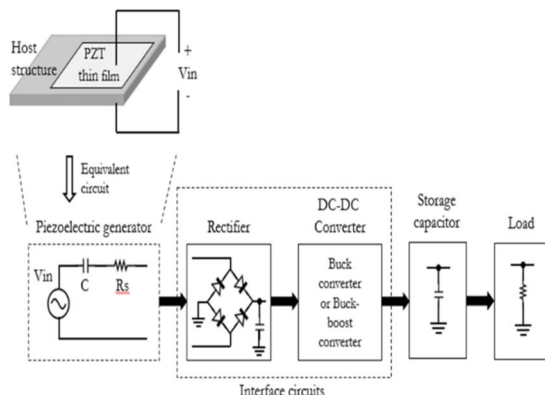 Host
structure
PZT
thin film
+
Vin
-
Equivalent
circuit
Piezoelectric generator
Vin
C
Rs
Rectifier
DC-DC
Converter
Buck
converter
or Buck-
boost
converter
Interface circuits
Storage
capacitor
Load